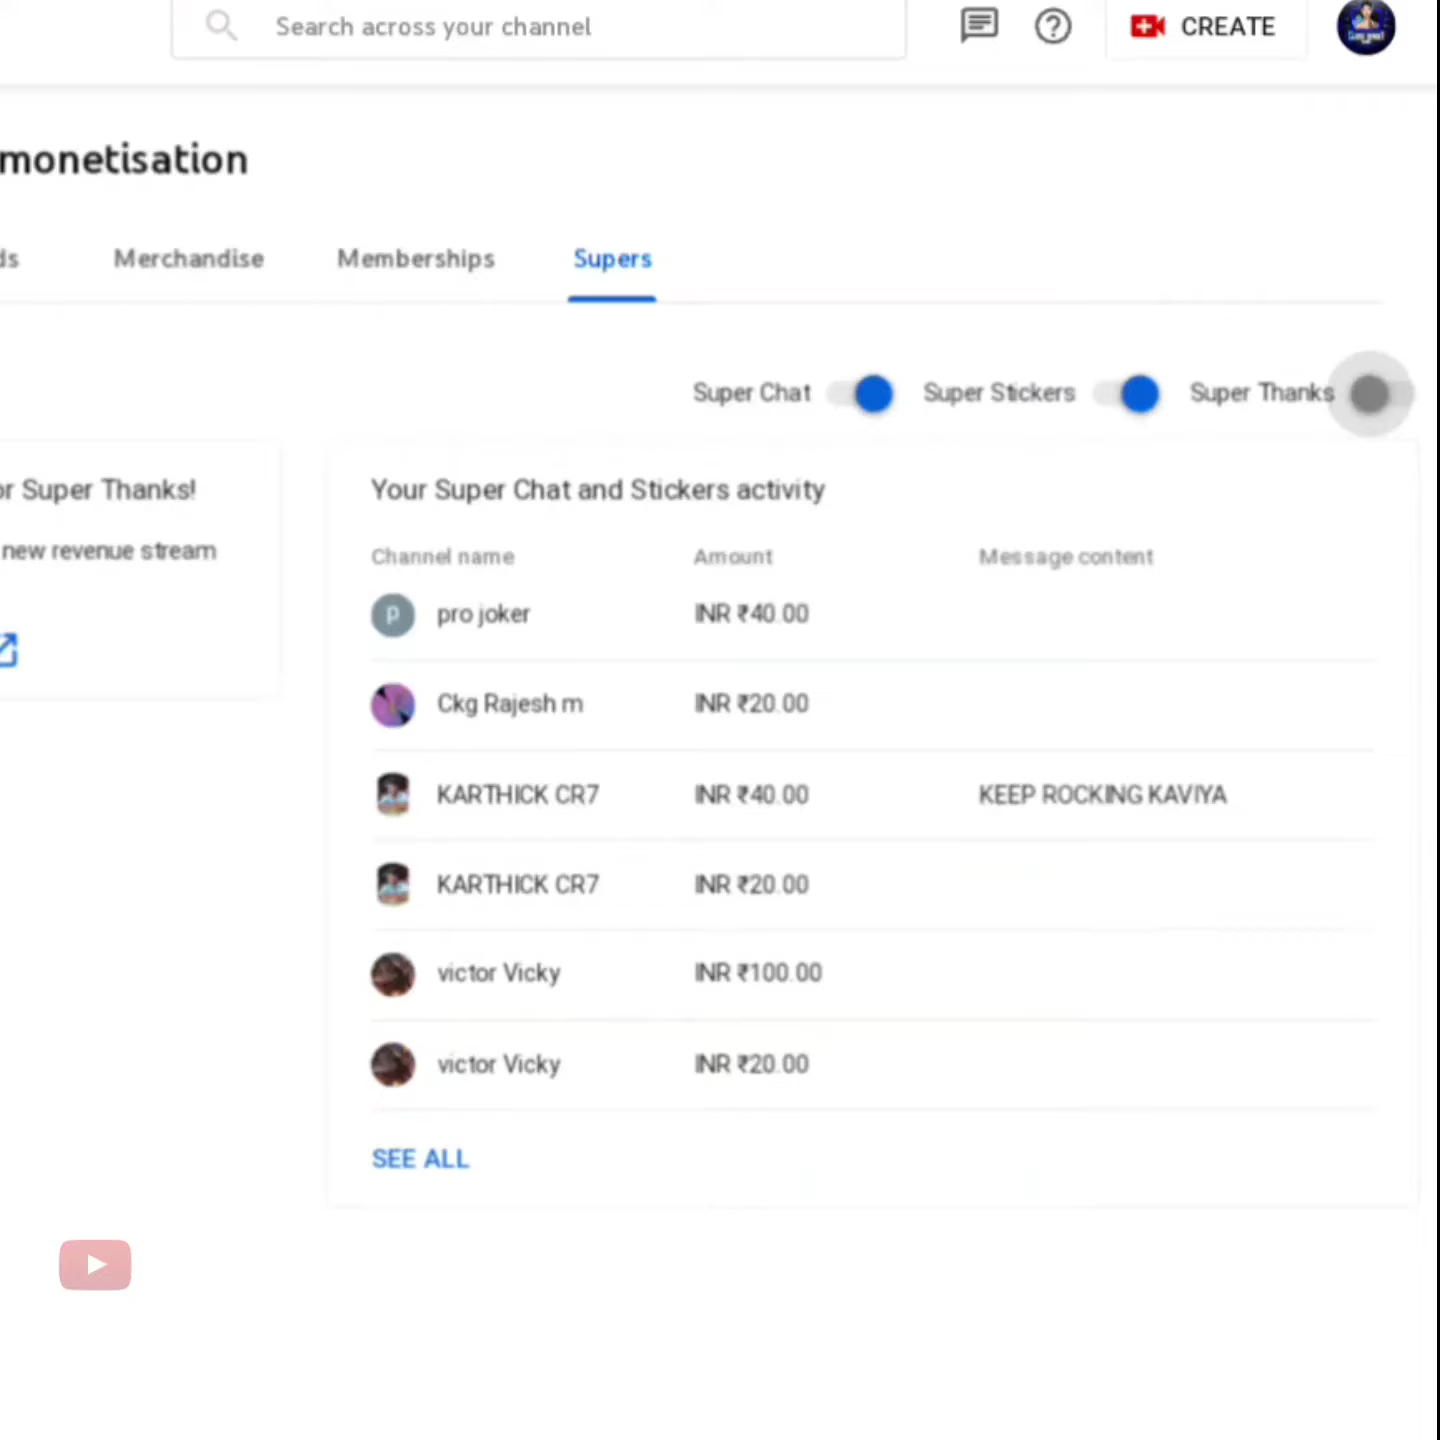 Search across your channel
CREATE
monetisation
ds
Merchandise
Memberships
Supers
Super Chat
Super Stickers
Super Thanks
or Super Thanks!
new revenue stream
Your Super Chat and Stickers activity
Channel name
Amount
Message content
p
pro joker
INR ₹40.00
Ckg Rajesh m
INR ₹20.00
KARTHICK CR7
INR ₹40.00
KEEP ROCKING KAVIYA
KARTHICK CR7
INR ₹20.00
victor Vicky
INR ₹100.00
victor Vicky
INR ₹20.00
SEE ALL